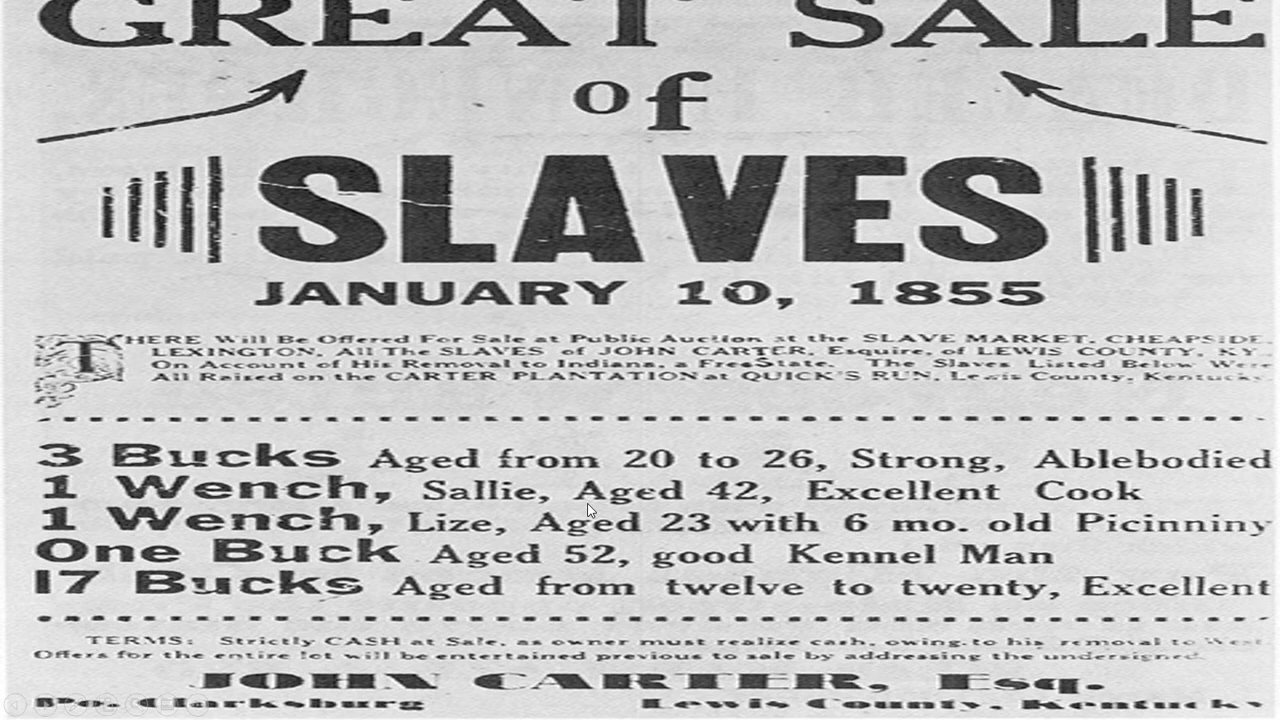 GREAT SALE
of
SLAVES
JANUARY 10, 1855
THERE Will Be Offered For Sale at Public Auction at the SLAVE MARKET, CHEAPSIDE,
LEXINGTON, All The SLAVES of JOHN CARTER, Esquire, of LEWIS COUNTY, KY.
On Account of His Removal to Indiana, a Free State. The Slaves Listed Below Were
All Raised on the CARTER PLANTATION at QUICK'S RUN, Lewis County, Kentucky.
3 Bucks Aged from 20 to 26, Strong, Ablebodied
1 Wench, Sallie, Aged 42, Excellent Cook
1 Wench, Lize, Aged 23 with 6 mo. old Picinniny
One Buck Aged 52, good Kennel Man
17 Bucks Aged from twelve to twenty, Excellent
TERMS: Strictly CASH at Sale, as owner must realize cash, owing to his removal to West.
Offers for the entire lot will be entertained previous to sale by addressing the undersigned.
JOHN CARTER, Esq.
Clarksburg Lewis County, Kentucky